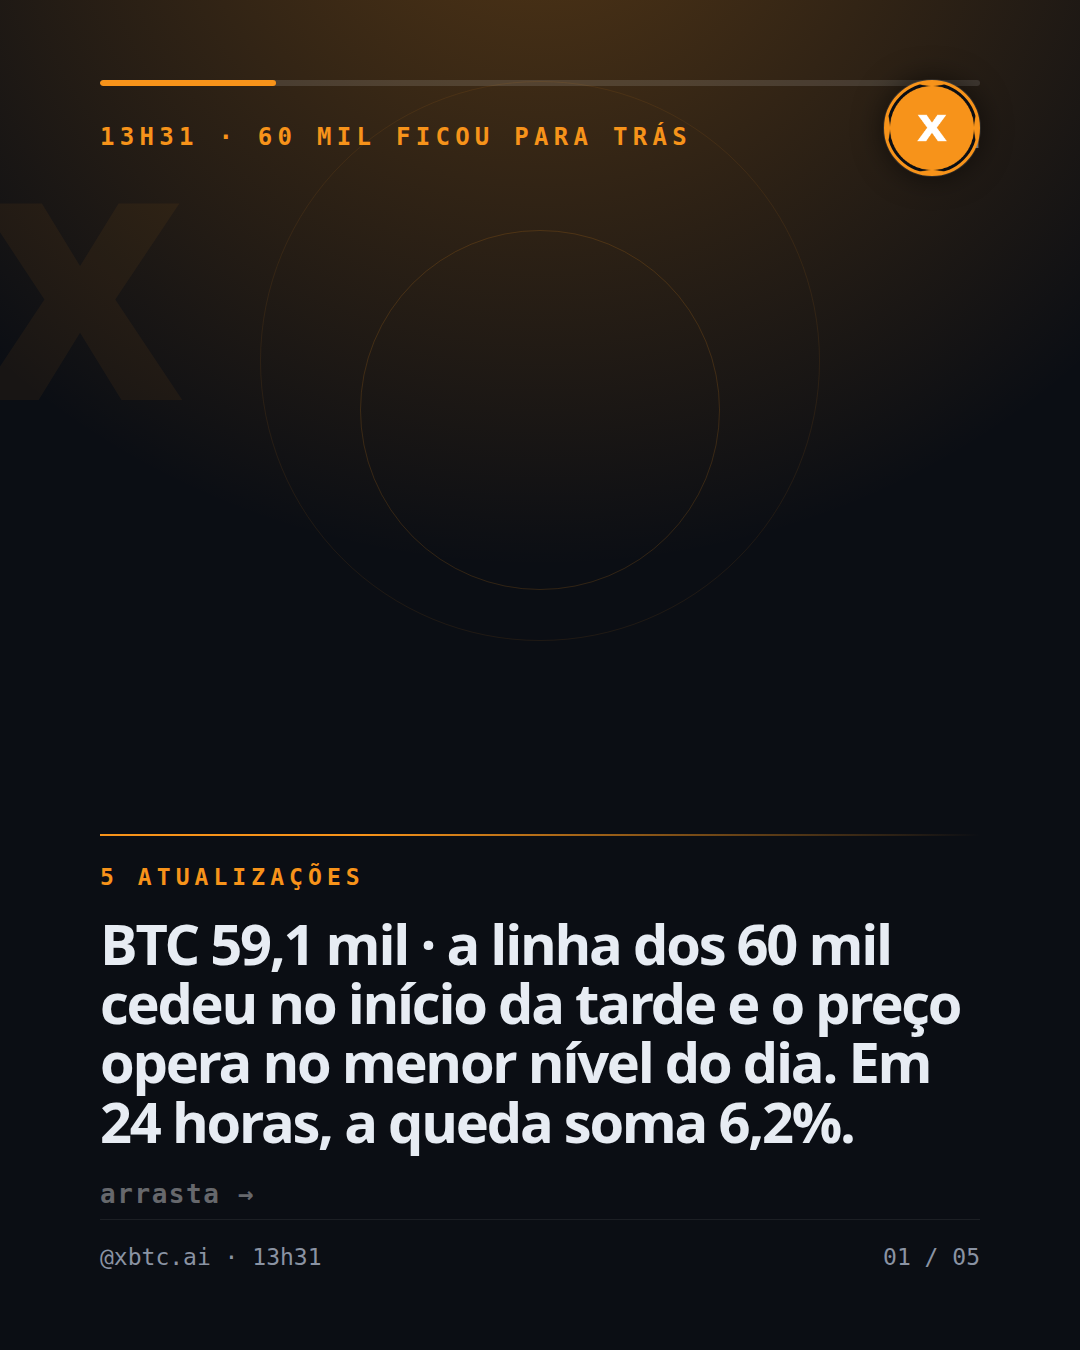 13H31 · 60 MIL FICOU PARA TRÁS
X
X
5 ATUALIZAÇÕES
BTC 59,1 mil · a linha dos 60 mil
cedeu no início da tarde e o preço
opera no menor nível do dia. Em
24 horas, a queda soma 6,2%.
arrasta →
@xbtc.ai · 13h31
01 / 05